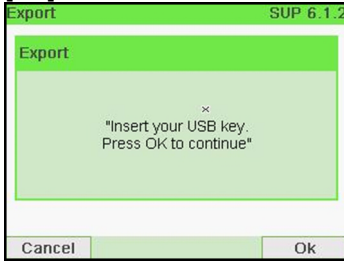 Export SUP 6.1.2
Export
"Insert your USB key.
Press OK to continue"
Cancel Ok